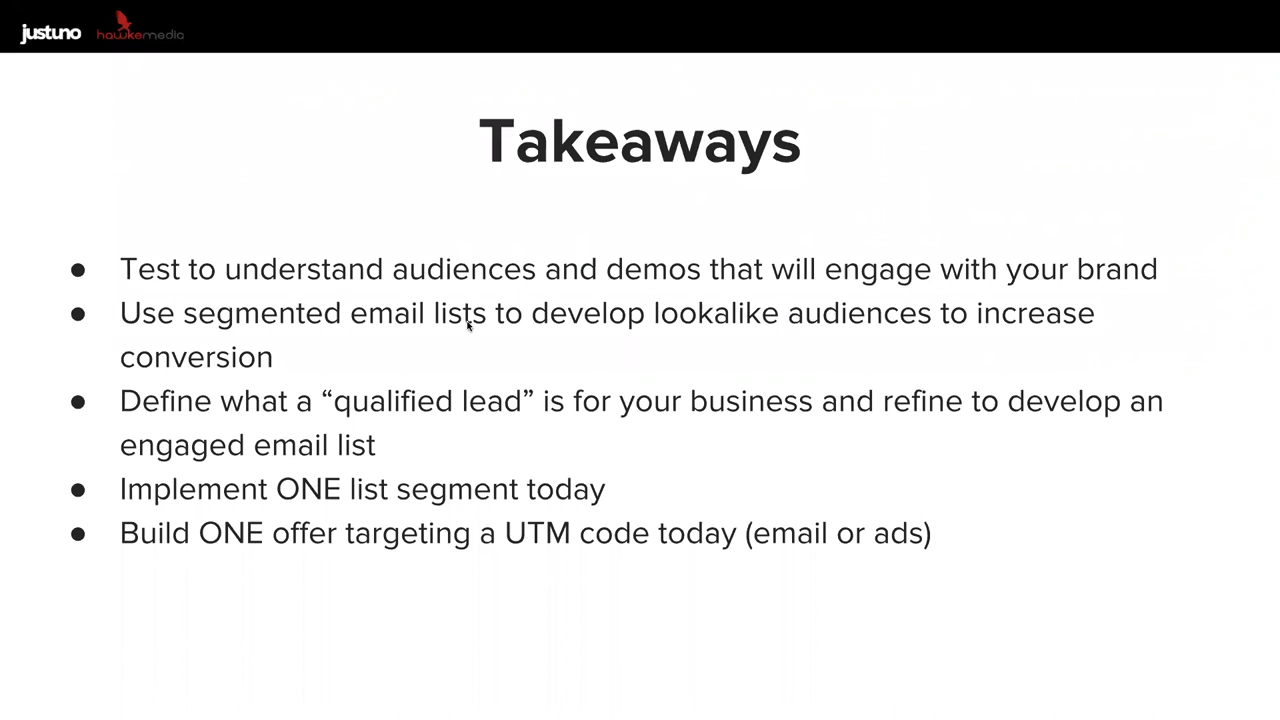 justuno hawkemedia
Takeaways
● Test to understand audiences and demos that will engage with your brand
● Use segmented email lists to develop lookalike audiences to increase
conversion
● Define what a “qualified lead” is for your business and refine to develop an
engaged email list
● Implement ONE list segment today
● Build ONE offer targeting a UTM code today (email or ads)